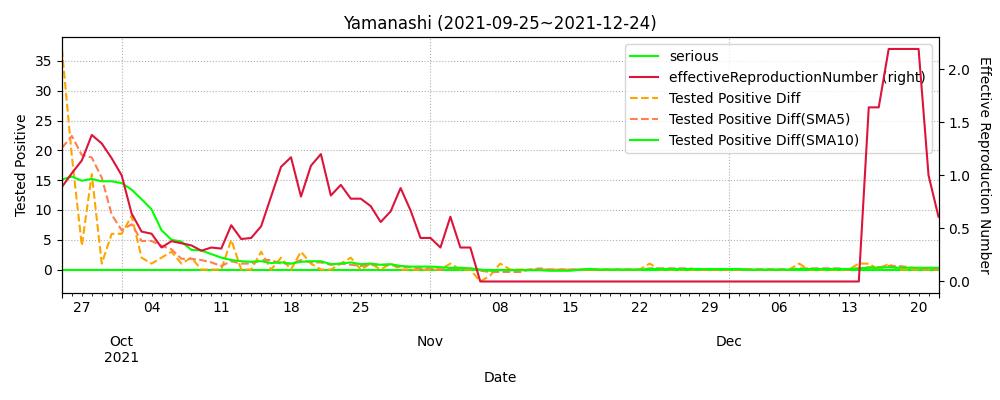 Yamanashi (2021-09-25~2021-12-24)
serious
effectiveReproductionNumber (right)
Tested Positive Diff
Tested Positive Diff(SMA5)
Tested Positive Diff(SMA10)
Tested Positive
35
30
25
20
15
10
5
0
Effective Reproduction Number
2.0
1.5
1.0
0.5
0.0
27 04 11 18 25 08 15 22 29 06 13 20
Oct Nov Dec
2021
Date